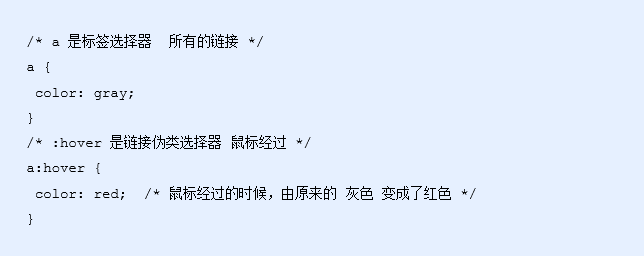 /* a 是标签选择器  所有的链接 */
a {
 color: gray;
}
/* :hover 是链接伪类选择器 鼠标经过 */
a:hover {
 color: red;  /* 鼠标经过的时候，由原来的 灰色 变成了红色 */
}